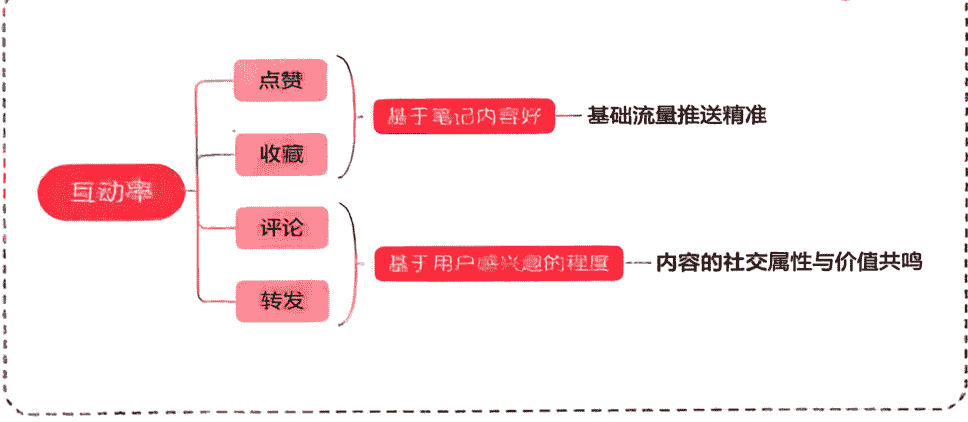 互动率
点赞
收藏
基于笔记内容好
基础流量推送精准
评论
转发
基于用户感兴趣的程度
内容的社交属性与价值共鸣